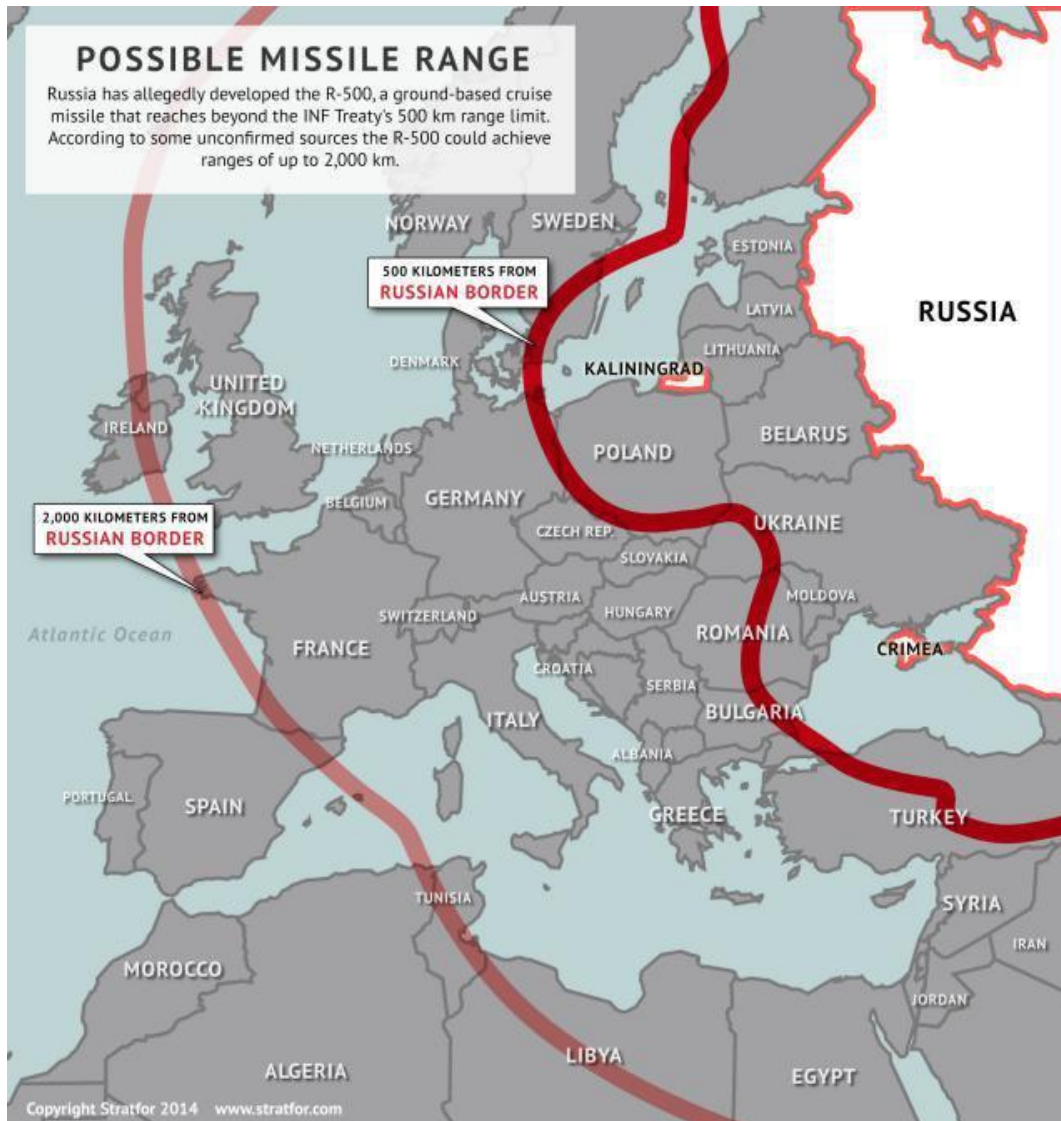 POSSIBLE MISSILE RANGE
Russia has allegedly developed the R-500, a ground-based cruise
missile that reaches beyond the INF Treaty's 500 km range limit.
According to some unconfirmed sources the R-500 could achieve
ranges of up to 2,000 km.
NORWAY
SWEDEN
ESTONIA
500 KILOMETERS FROM
RUSSIAN BORDER
RUSSIA
LATVIA
LITHUANIA
DENMARK
KALININGRAD
UNITED
KINGDOM
IRELAND
BELARUS
NETHERLANDS
POLAND
GERMANY
BELGIUM
2,000 KILOMETERS FROM
RUSSIAN BORDER
UKRAINE
CZECH REP.
SLOVAKIA
AUSTRIA
MOLDOVA
HUNGARY
SWITZERLAND
Atlantic Ocean
FRANCE
ROMANIA
CRIMEA
CROATIA
SERBIA
BULGARIA
ITALY
ALBANIA
PORTUGAL
SPAIN
GREECE
TURKEY
TUNISIA
SYRIA
IRAN
MOROCCO
JORDAN
LIBYA
ALGERIA
EGYPT
Copyright Stratfor 2014 www.stratfor.com